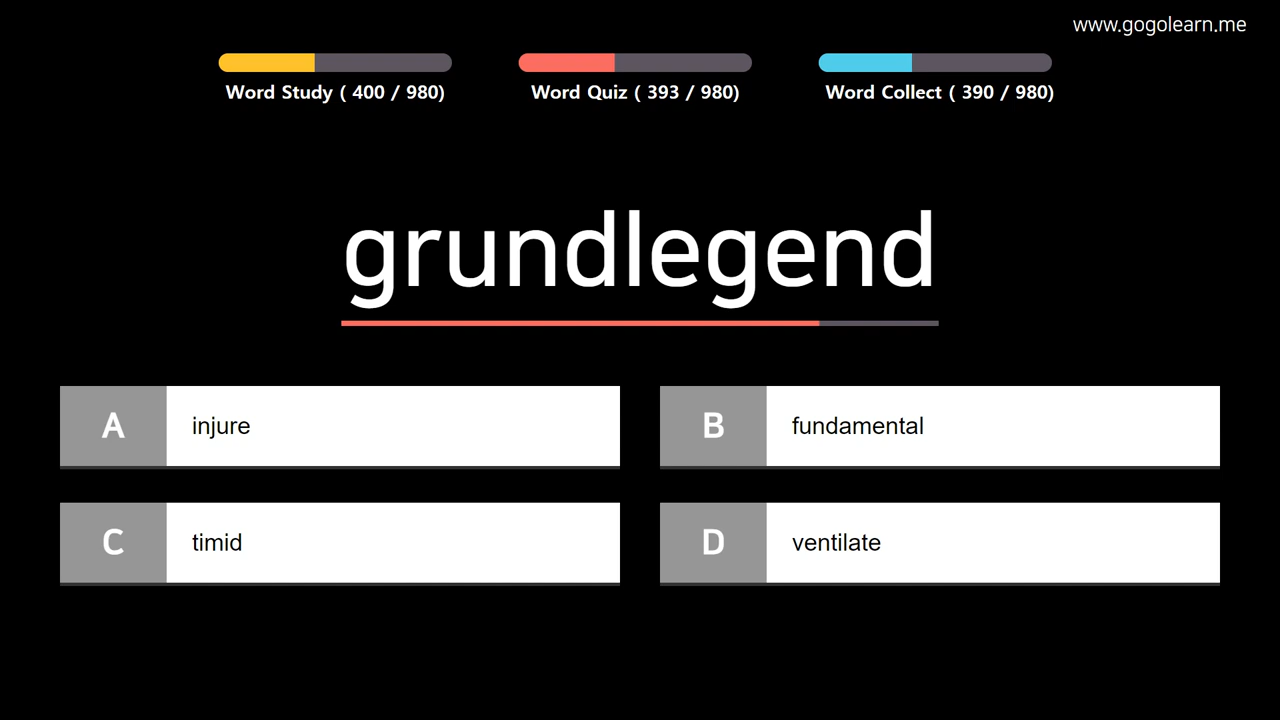 www.gogolearn.me
Word Study ( 400 / 980)
Word Quiz ( 393 / 980)
Word Collect ( 390 / 980)
grundlegend
A injure
B fundamental
C timid
D ventilate